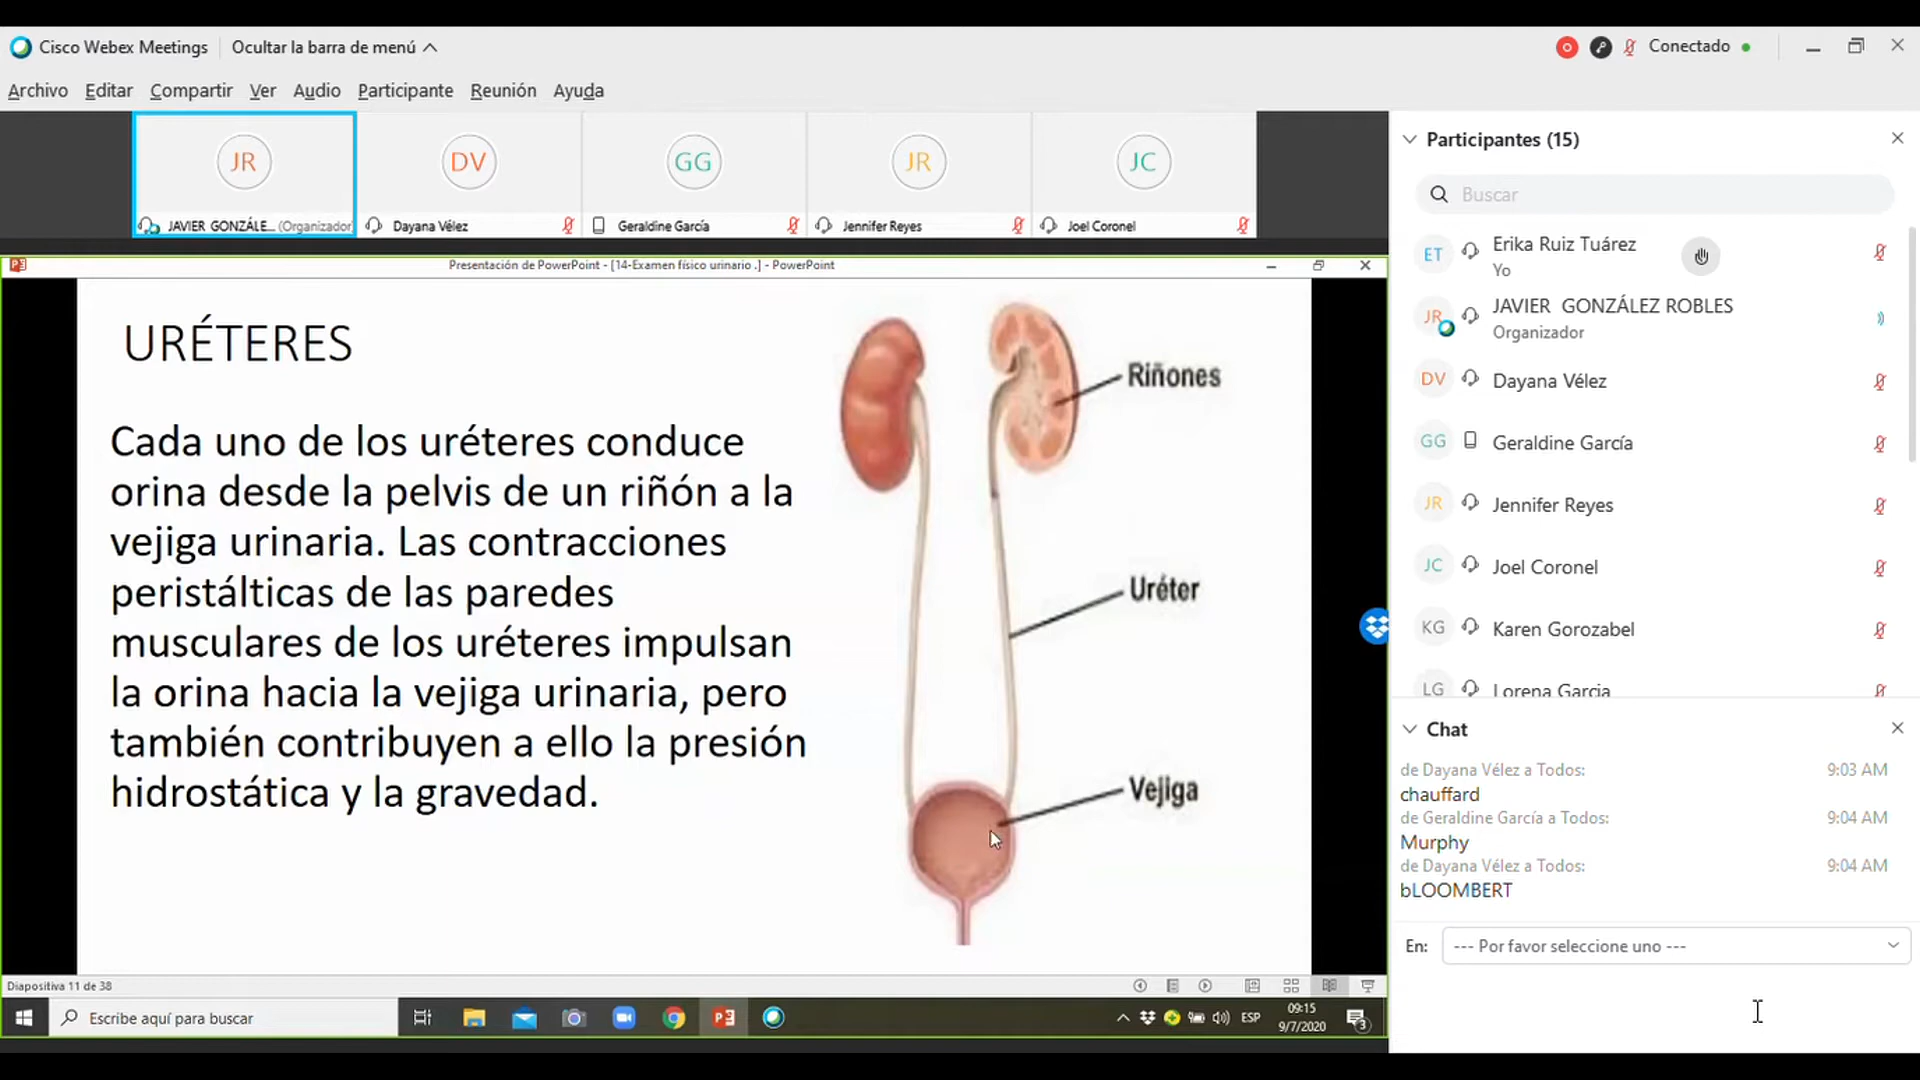 Cisco Webex Meetings
Ocultar la barra de menú
Conectado
Archivo Editar Compartir Ver Audio Participante Reunión Ayuda
JR
DV
GG
JR
JC
JAVIER GONZÁLE... (Organizador)
Dayana Vélez
Geraldine García
Jennifer Reyes
Joel Coronel
Presentación de PowerPoint - [14-Examen físico urinario .] - PowerPoint
URÉTERES
Cada uno de los uréteres conduce
orina desde la pelvis de un riñón a la
vejiga urinaria. Las contracciones
peristálticas de las paredes
musculares de los uréteres impulsan
la orina hacia la vejiga urinaria, pero
también contribuyen a ello la presión
hidrostática y la gravedad.
Riñones
Uréter
Vejiga
Diapositiva 11 de 38
Escribe aquí para buscar
ESP
09:15
9/7/2020
3
Participantes (15)
Buscar
ET Erika Ruiz Tuárez
Yo
JR JAVIER GONZÁLEZ ROBLES
Organizador
DV Dayana Vélez
GG Geraldine García
JR Jennifer Reyes
JC Joel Coronel
KG Karen Gorozabel
LG Lorena Garcia
Chat
de Dayana Vélez a Todos: 9:03 AM
chauffard
de Geraldine García a Todos: 9:04 AM
Murphy
de Dayana Vélez a Todos: 9:04 AM
bLOOMBERT
En: --- Por favor seleccione uno ---